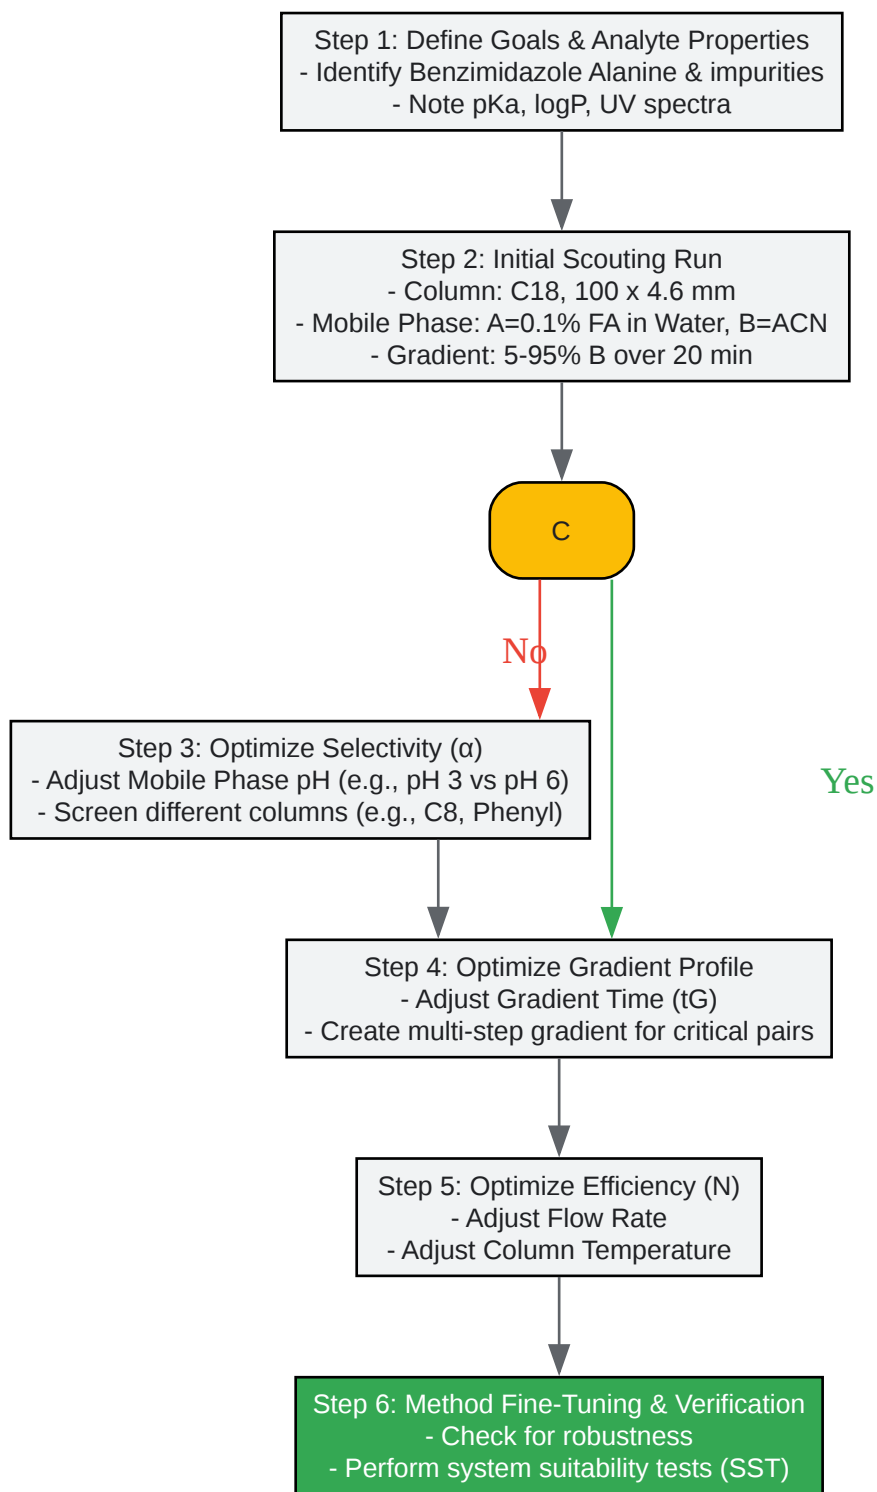 Step 1: Define Goals & Analyte Properties
- Identify Benzimidazole Alanine & impurities
- Note pKa, logP, UV spectra
Step 2: Initial Scouting Run
- Column: C18, 100 x 4.6 mm
- Mobile Phase: A=0.1% FA in Water, B=ACN
- Gradient: 5-95% B over 20 min
C
No
Step 3: Optimize Selectivity (α)
- Adjust Mobile Phase pH (e.g., pH 3 vs pH 6)
- Screen different columns (e.g., C8, Phenyl)
Yes
Step 4: Optimize Gradient Profile
- Adjust Gradient Time (tG)
- Create multi-step gradient for critical pairs
Step 5: Optimize Efficiency (N)
- Adjust Flow Rate
- Adjust Column Temperature
Step 6: Method Fine-Tuning & Verification
- Check for robustness
- Perform system suitability tests (SST)